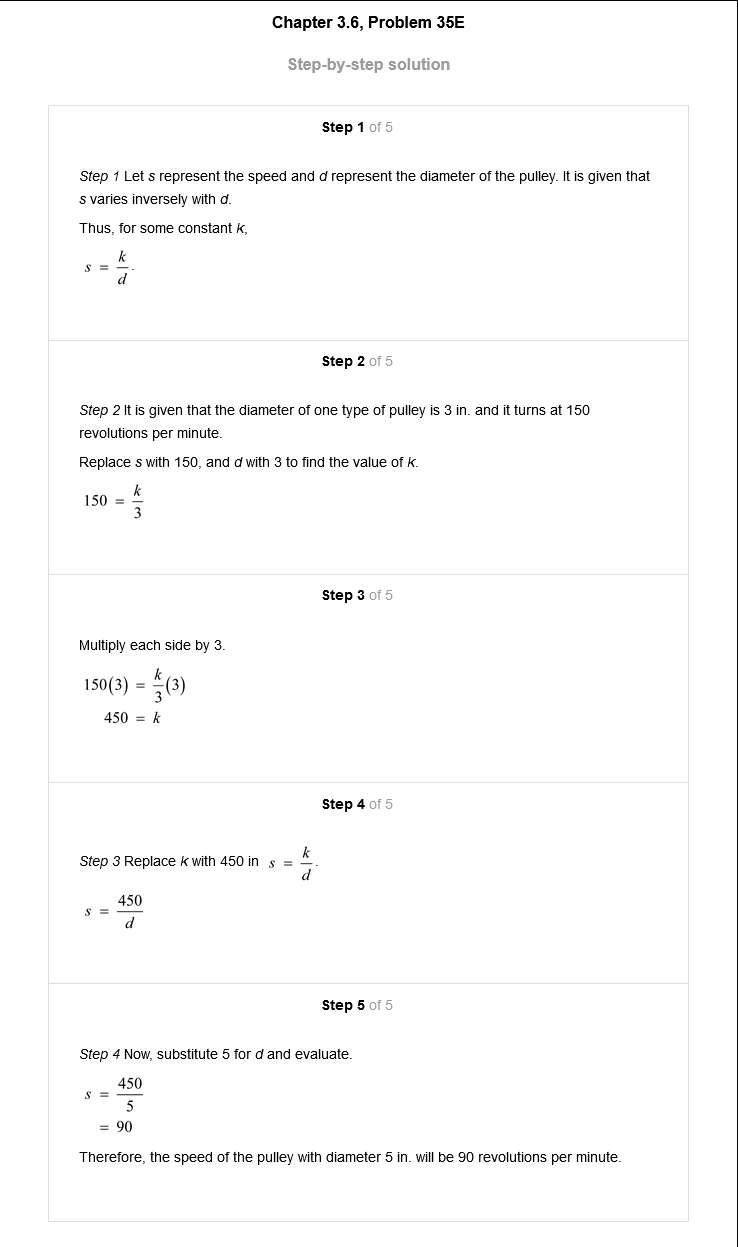 Chapter 3.6, Problem 35E
Step-by-step solution
Step 1 of 5
Step 1 Let s represent the speed and d represent the diameter of the pulley. It is given that
s varies inversely with d.
Thus, for some constant k,
s = k/d.
Step 2 of 5
Step 2 It is given that the diameter of one type of pulley is 3 in. and it turns at 150
revolutions per minute.
Replace s with 150, and d with 3 to find the value of k.
150 = k/3
Step 3 of 5
Multiply each side by 3.
150(3) = k/3(3)
450 = k
Step 4 of 5
Step 3 Replace k with 450 in s = k/d.
s = 450/d
Step 5 of 5
Step 4 Now, substitute 5 for d and evaluate.
s = 450/5
= 90
Therefore, the speed of the pulley with diameter 5 in. will be 90 revolutions per minute.